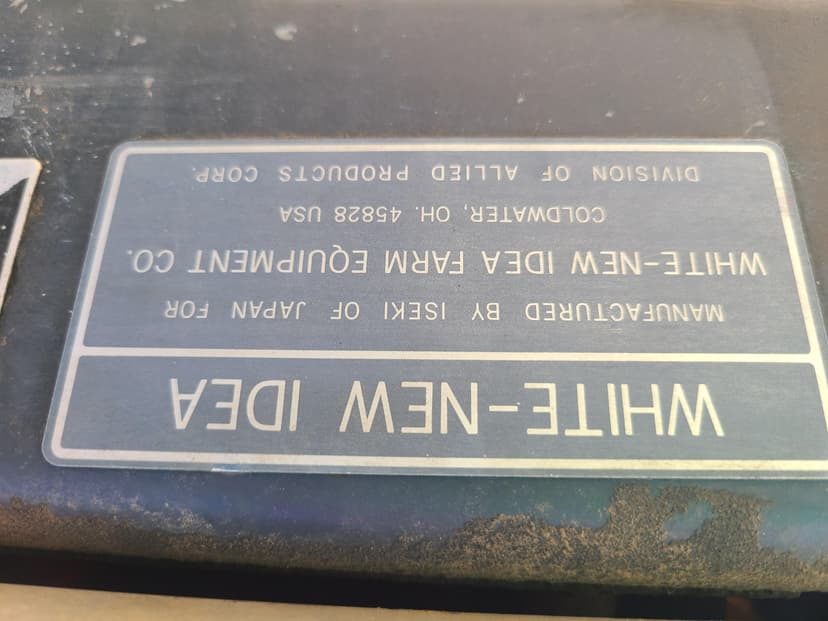 WHITE-NEW IDEA
MANUFACTURED BY ISEKI OF JAPAN FOR
WHITE-NEW IDEA FARM EQUIPMENT CO.
COLDWATER, OH. 45828 USA
DIVISION OF ALLIED PRODUCTS CORP.